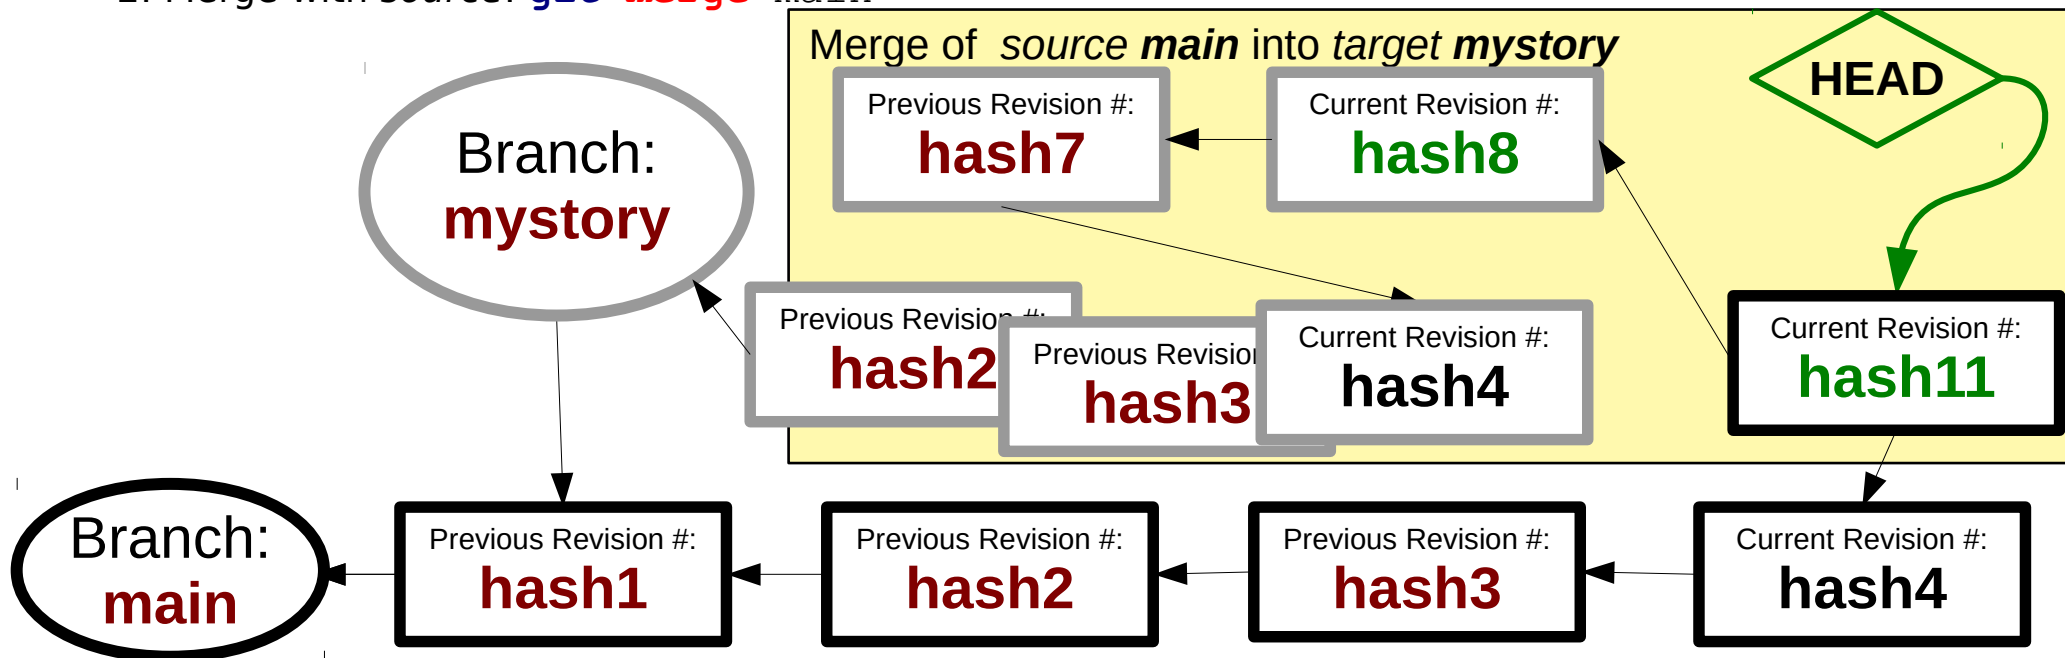 Merge of source main into target mystory
HEAD
Previous Revision #:
hash7
Current Revision #:
hash8
Branch:
mystory
Previous Revision #:
hash2
Previous Revision
hash3
Current Revision #:
hash4
Current Revision #:
hash11
Branch:
main
Previous Revision #:
hash1
Previous Revision #:
hash2
Previous Revision #:
hash3
Current Revision #:
hash4